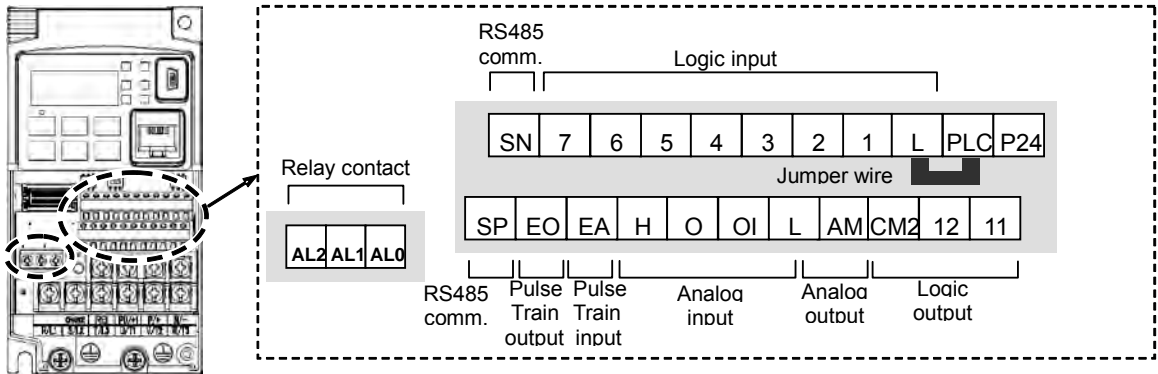 RS485
comm.
Logic input
SN 7 6 5 4 3 2 1 L PLC P24
Jumper wire
Relay contact
AL2 AL1 AL0
SP EO EA H O OI L AM CM2 12 11
RS485
comm.
Pulse
Train
output
Pulse
Train
input
Analog
input
Analog
output
Logic
output